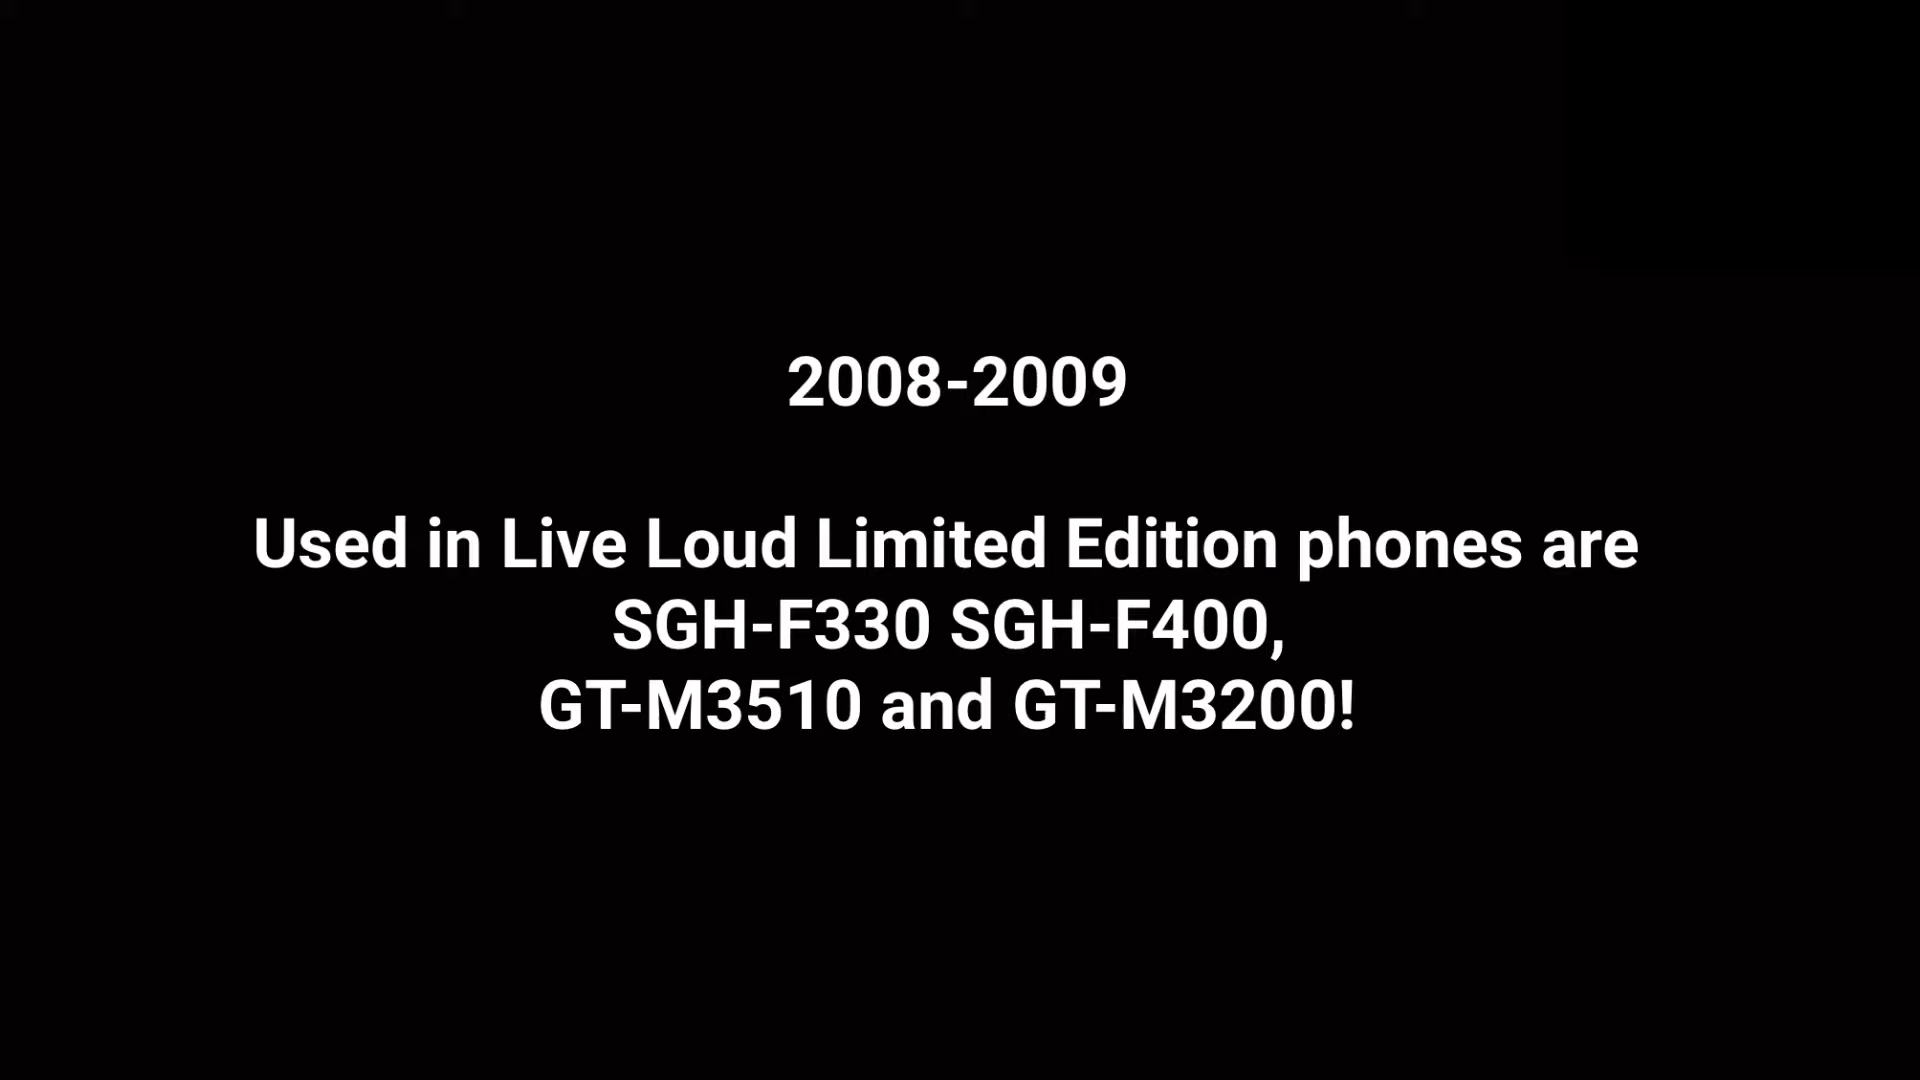 2008-2009
Used in Live Loud Limited Edition phones are
SGH-F330 SGH-F400,
GT-M3510 and GT-M3200!